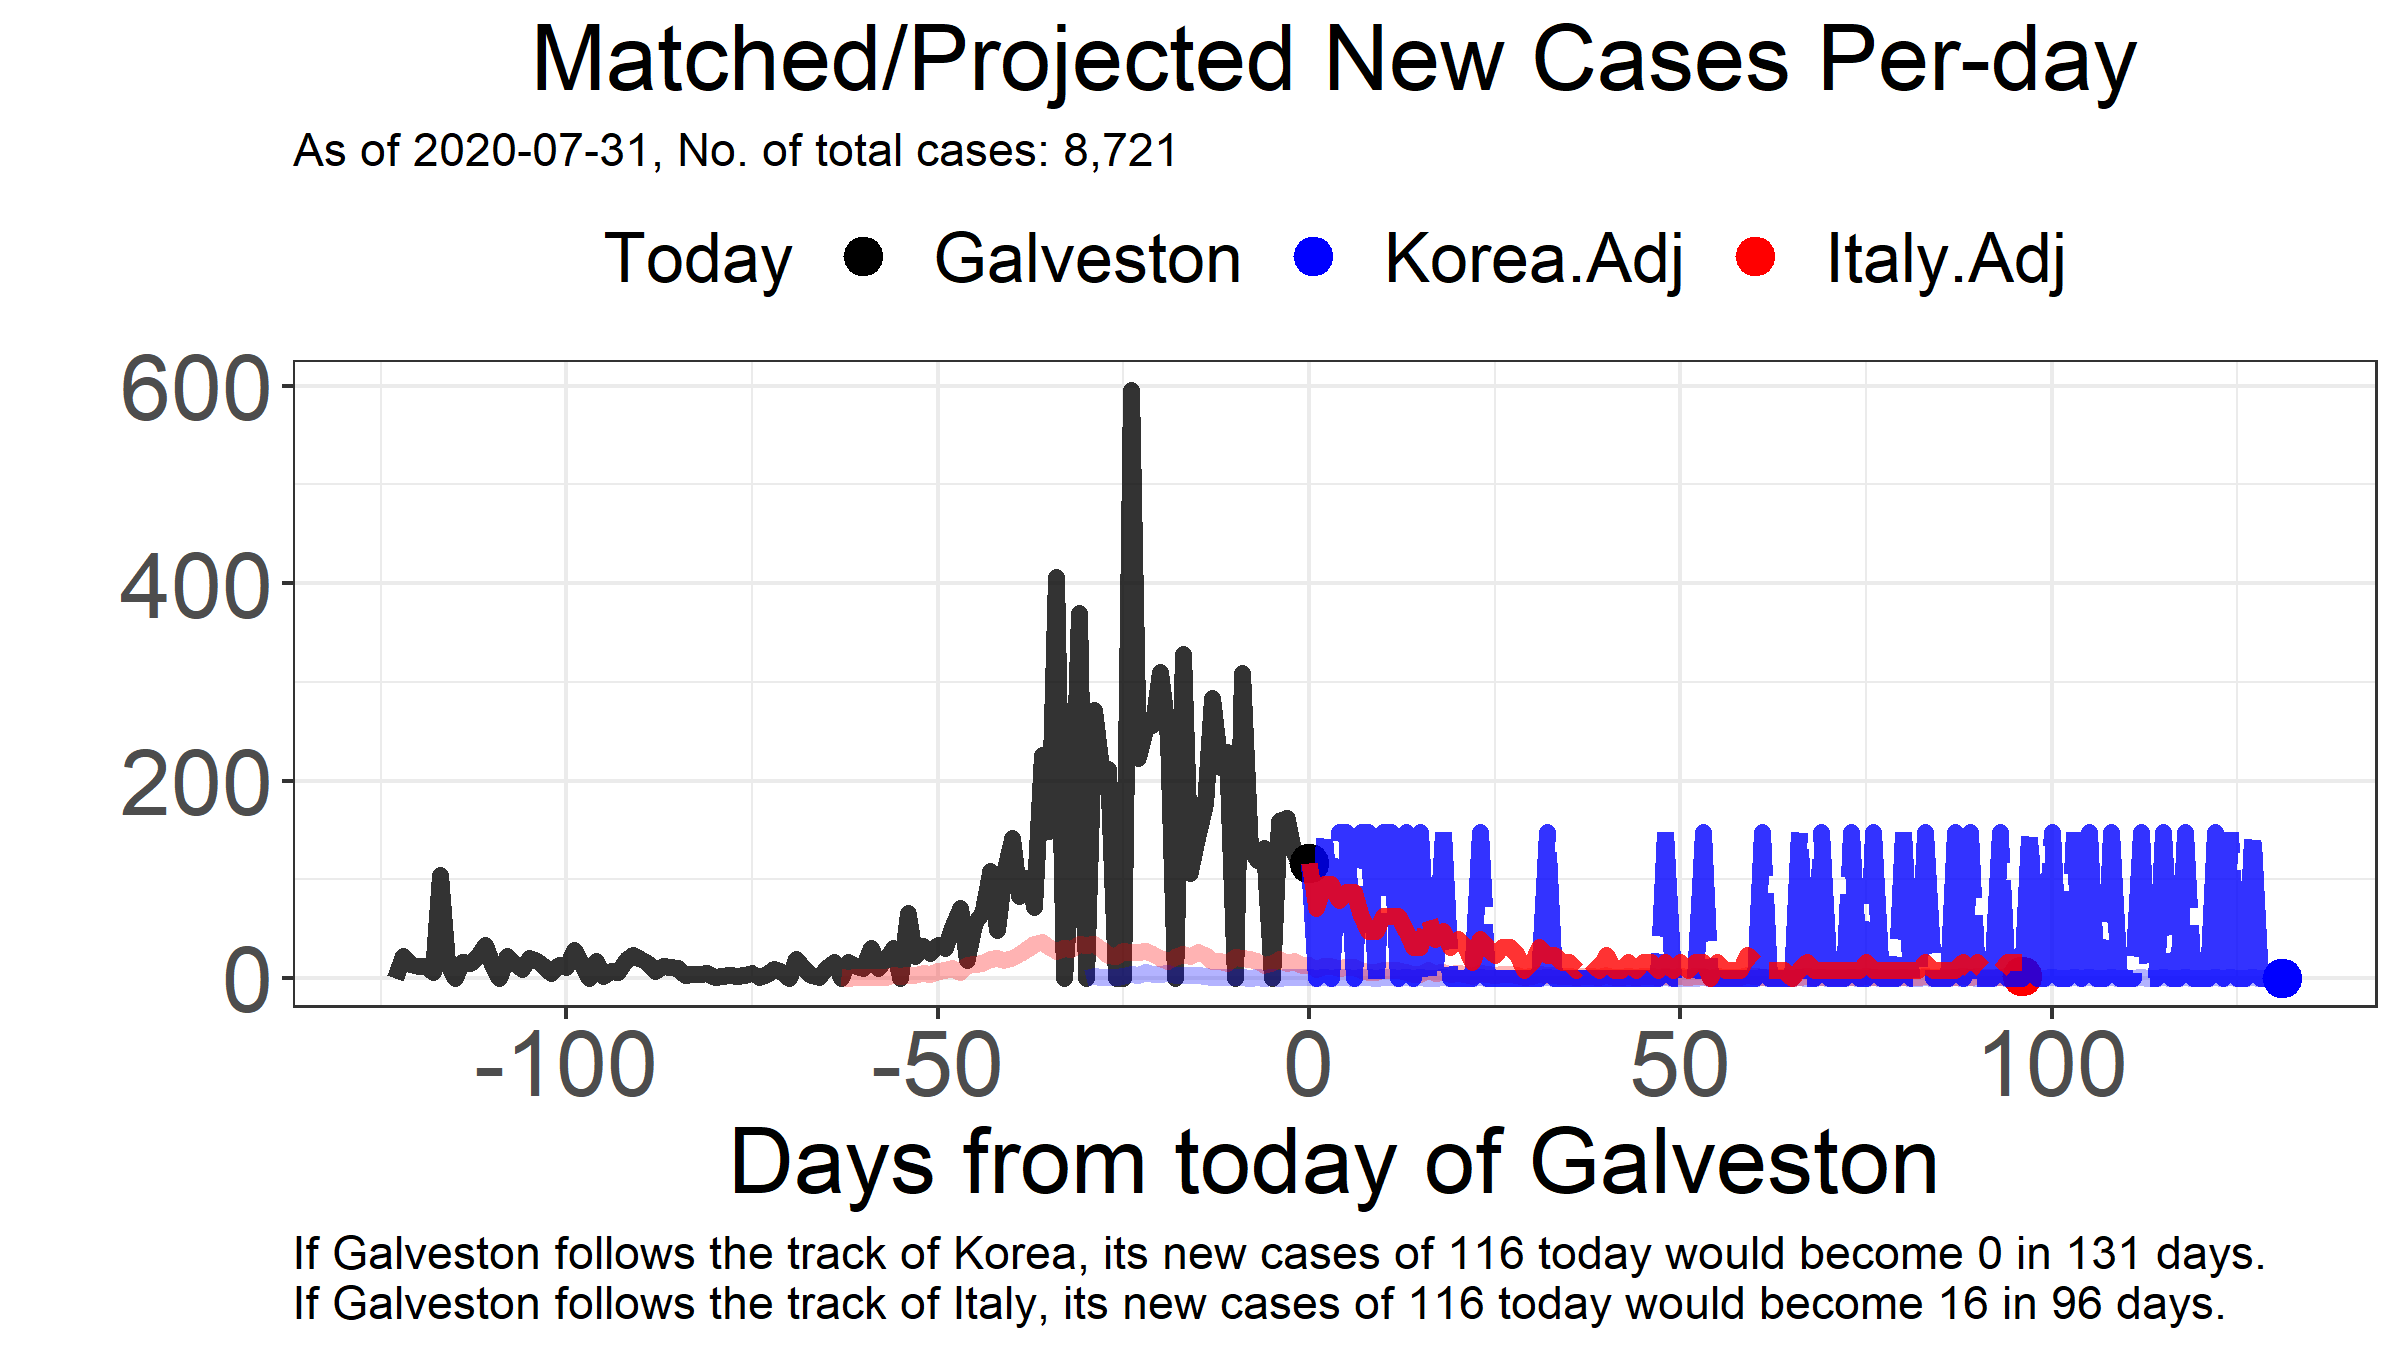 Matched/Projected New Cases Per-day
As of 2020-07-31, No. of total cases: 8,721
Today Galveston Korea.Adj Italy.Adj
600
400
200
0
-100 -50 0 50 100
Days from today of Galveston
If Galveston follows the track of Korea, its new cases of 116 today would become 0 in 131 days.
If Galveston follows the track of Italy, its new cases of 116 today would become 16 in 96 days.